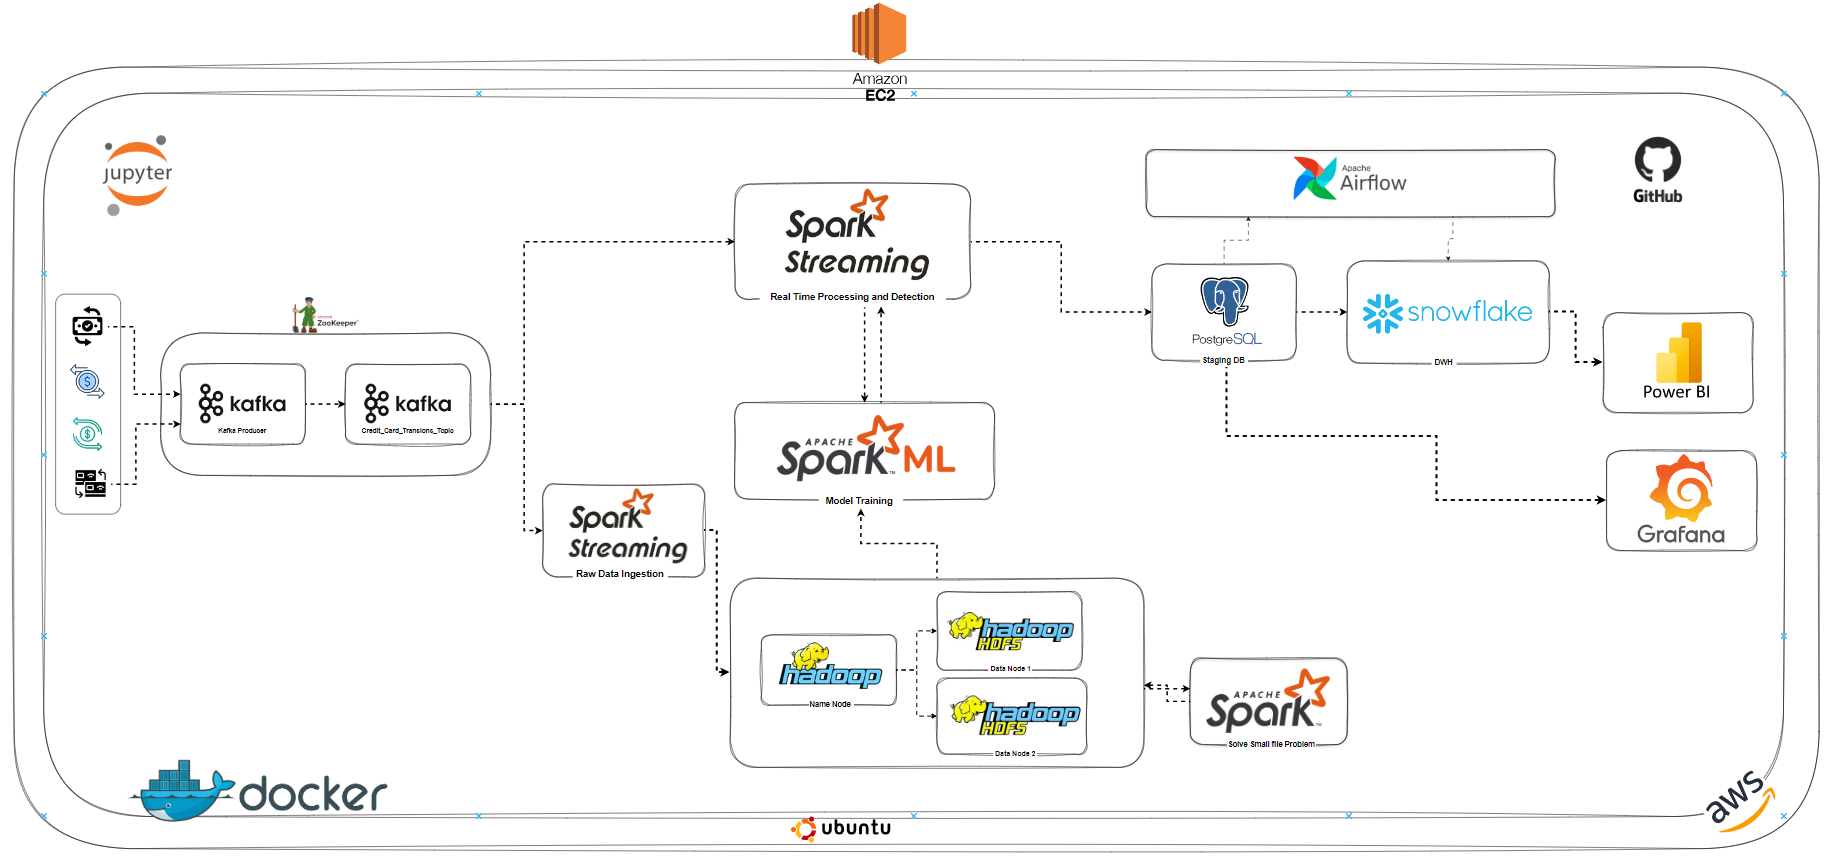 Amazon
EC2
jupyter
Apache
Airflow
GitHub
Spark
Streaming
Real Time Processing and Detection
PostgreSQL
Staging DB
snowflake
DWH
Power BI
ZooKeeper
kafka
Kafka Producer
kafka
Credit_Card_Transions_Topic
APACHE
Spark ML
Model Training
Spark
Streaming
Raw Data Ingestion
Grafana
hadoop
Name Node
hadoop
HDFS
Data Node 1
hadoop
HDFS
Data Node 2
APACHE
Spark
Solve Small file Problem
docker
ubuntu
aws